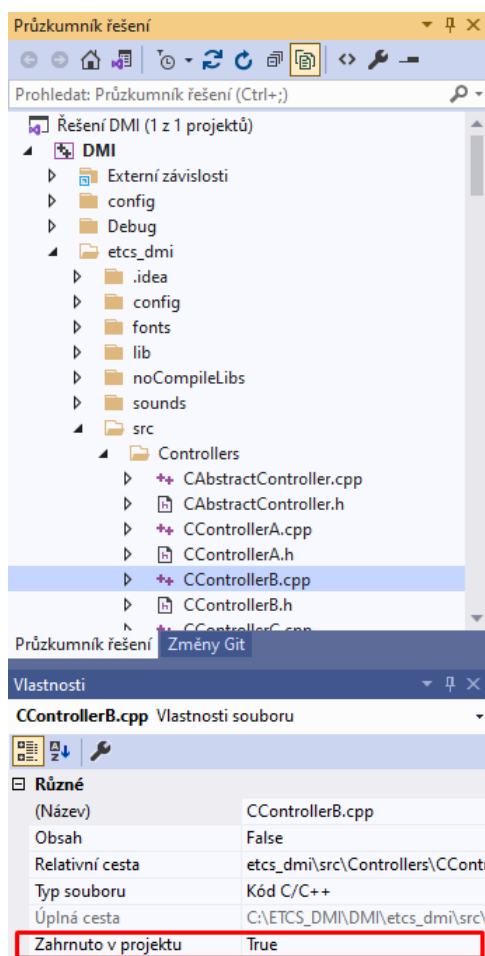 Průzkumník řešení
Prohledat: Průzkumník řešení (Ctrl+;)
Řešení DMI (1 z 1 projektů)
DMI
Externí závislosti
config
Debug
etcs_dmi
.idea
config
fonts
lib
noCompileLibs
sounds
src
Controllers
CAbstractController.cpp
CAbstractController.h
CControllerA.cpp
CControllerA.h
CControllerB.cpp
CControllerB.h
CControllerC.cpp
Průzkumník řešení Změny Git
Vlastnosti
CControllerB.cpp Vlastnosti souboru
Různé
(Název) CControllerB.cpp
Obsah False
Relativní cesta etcs_dmi\src\Controllers\CCont
Typ souboru Kód C/C++
Úplná cesta C:\ETCS_DMI\DMI\etcs_dmi\src\
Zahrnuto v projektu True